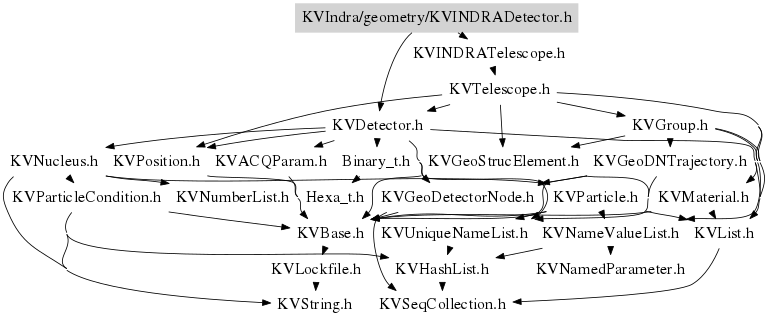 KVIndra/geometry/KVINDRADetector.h
KVINDRATelescope.h
KVTelescope.h
KVDetector.h KVGroup.h
KVNucleus.h KVPosition.h KVACQParam.h Binary_t.h KVGeoStrucElement.h KVGeoDNTrajectory.h
KVParticleCondition.h KVNumberList.h Hexa_t.h KVGeoDetectorNode.h KVParticle.h KVMaterial.h
KVBase.h KVUniqueNameList.h KVNameValueList.h KVList.h
KVLockfile.h KVHashList.h KVNamedParameter.h
KVString.h KVSeqCollection.h